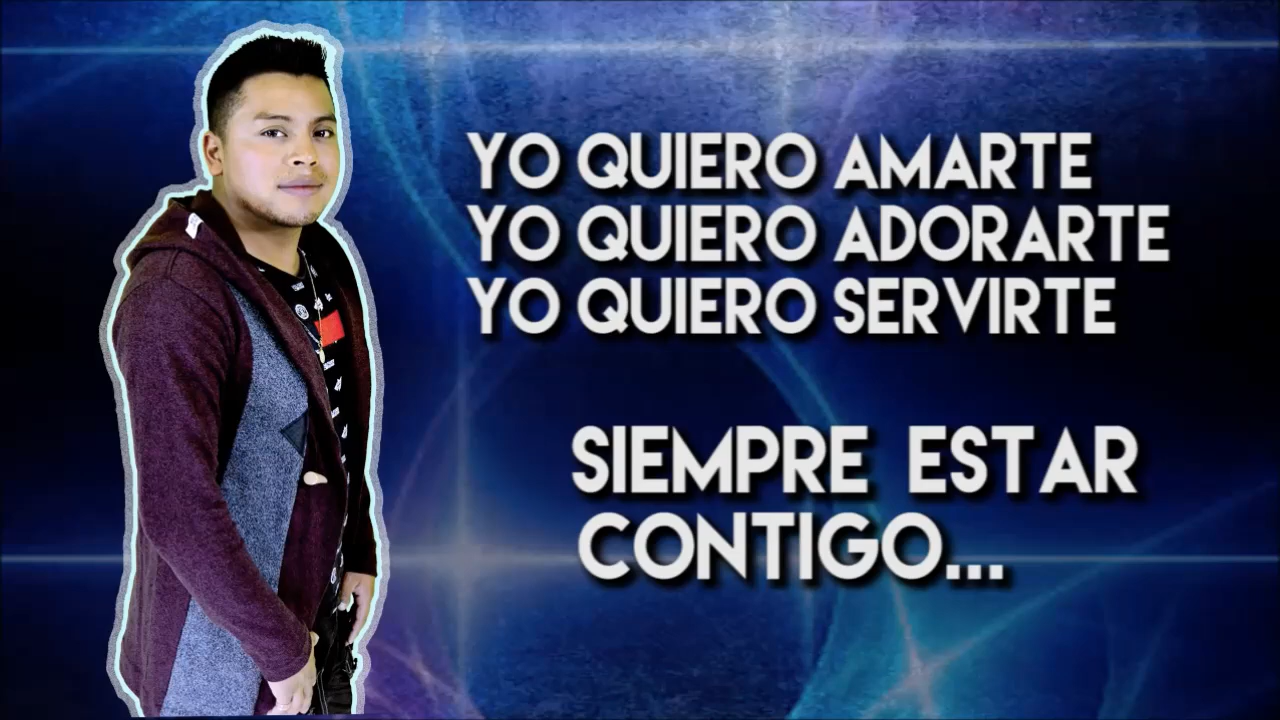 YO QUIERO AMARTE
YO QUIERO ADORARTE
YO QUIERO SERVIRTE
SIEMPRE ESTAR
CONTIGO...